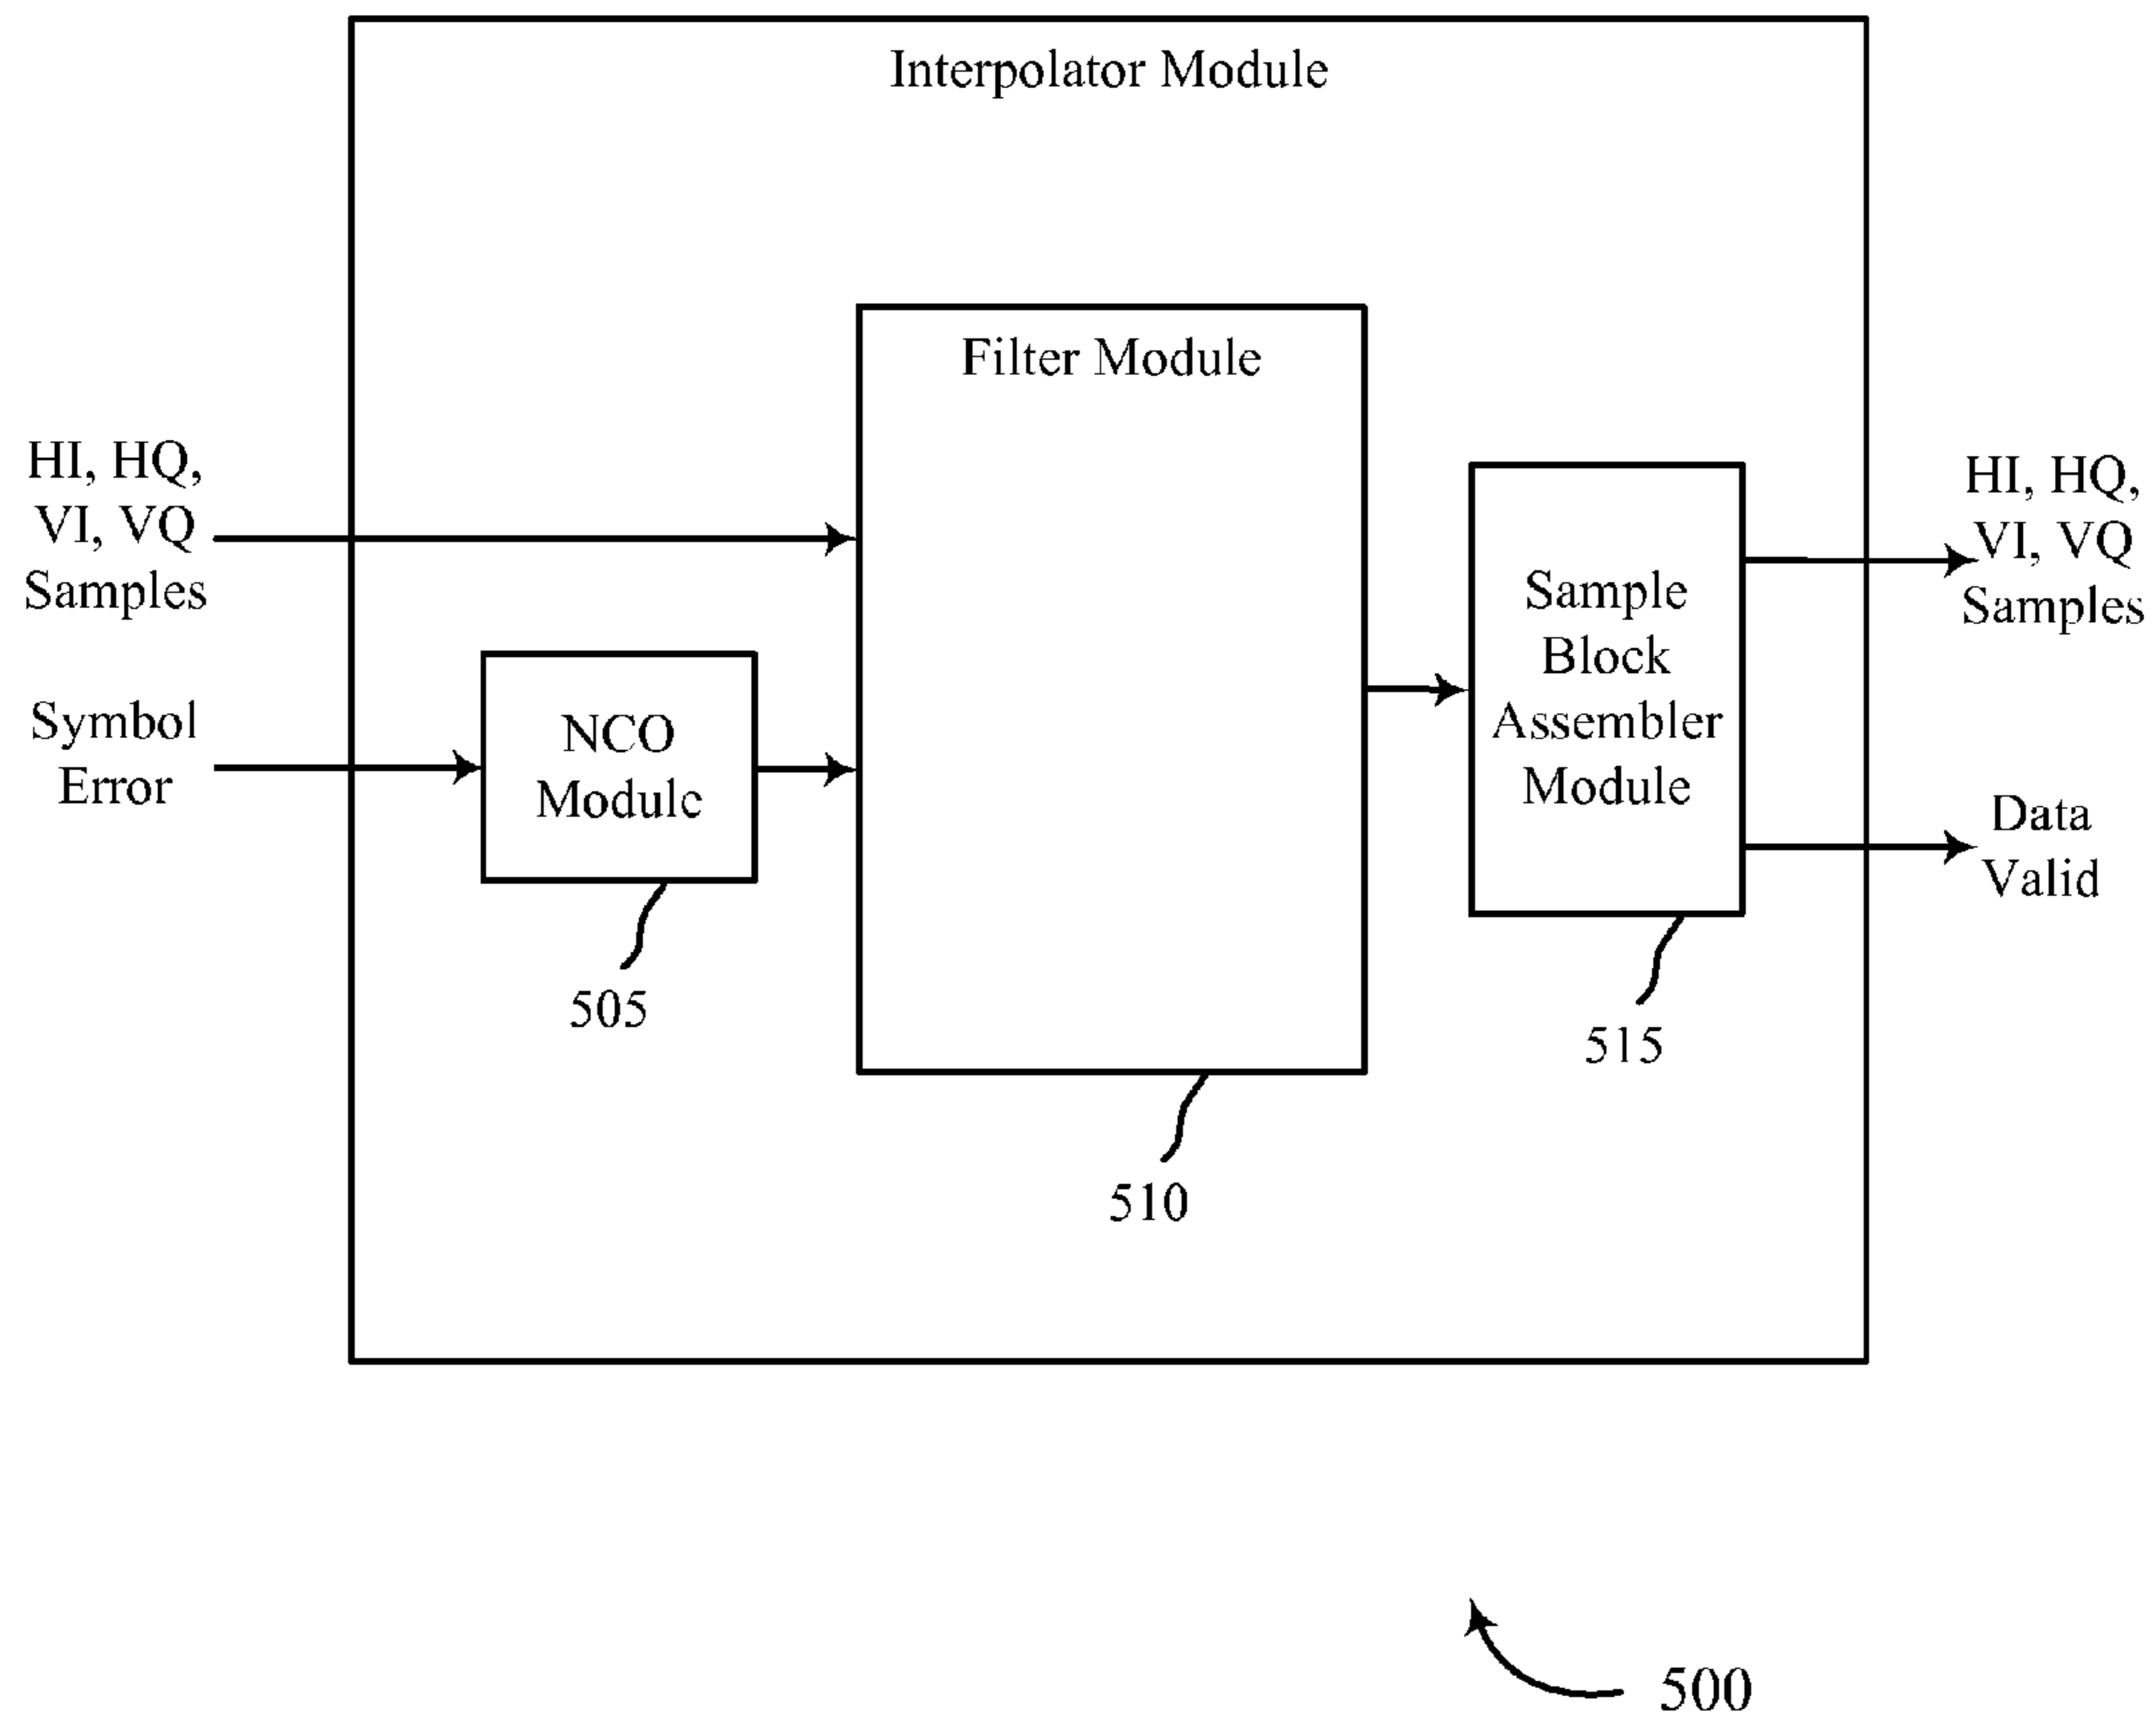 Interpolator Module
Filter Module
HI, HQ,
VI, VQ
Samples
Symbol
Error
NCO
Module
505
510
Sample
Block
Assembler
Module
515
HI, HQ,
VI, VQ
Samples
Data
Valid
500